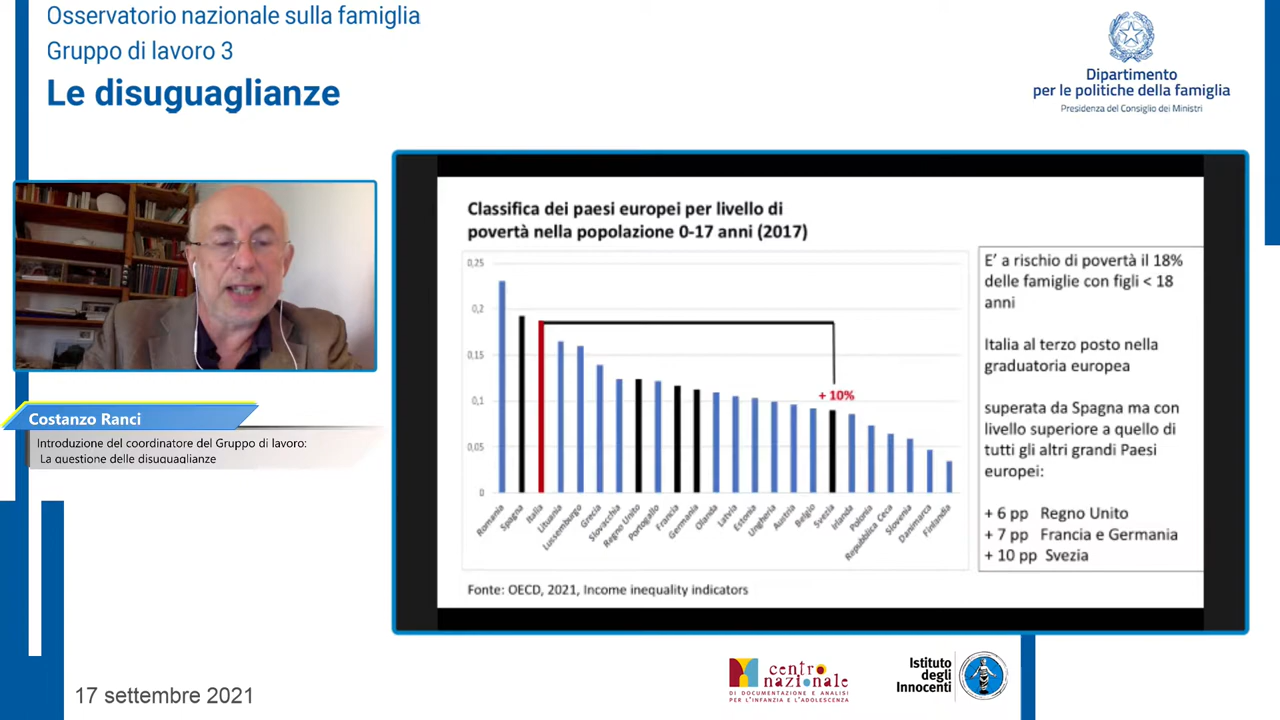 Osservatorio nazionale sulla famiglia
Gruppo di lavoro 3
Le disuguaglianze
Dipartimento
per le politiche della famiglia
Presidenza del Consiglio dei Ministri
Costanzo Ranci
Introduzione del coordinatore del Gruppo di lavoro:
La questione delle disuguaglianze
Classifica dei paesi europei per livello di
povertà nella popolazione 0-17 anni (2017)
0,25
0,2
0,15
0,1
0,05
0
+ 10%
Romania
Spagna
Italia
Lituania
Lussemburgo
Grecia
Slovacchia
Regno Unito
Portogallo
Francia
Germania
Olanda
Latvia
Estonia
Ungheria
Austria
Belgio
Svezia
Irlanda
Polonia
Repubblica Ceca
Slovenia
Danimarca
Finlandia
Fonte: OECD, 2021, Income inequality indicators
E’ a rischio di povertà il 18%
delle famiglie con figli < 18
anni
Italia al terzo posto nella
graduatoria europea
superata da Spagna ma con
livello superiore a quello di
tutti gli altri grandi Paesi
europei:
+ 6 pp Regno Unito
+ 7 pp Francia e Germania
+ 10 pp Svezia
17 settembre 2021
centro
nazionale
DI DOCUMENTAZIONE E ANALISI
PER L'INFANZIA E L'ADOLESCENZA
Istituto
degli
Innocenti